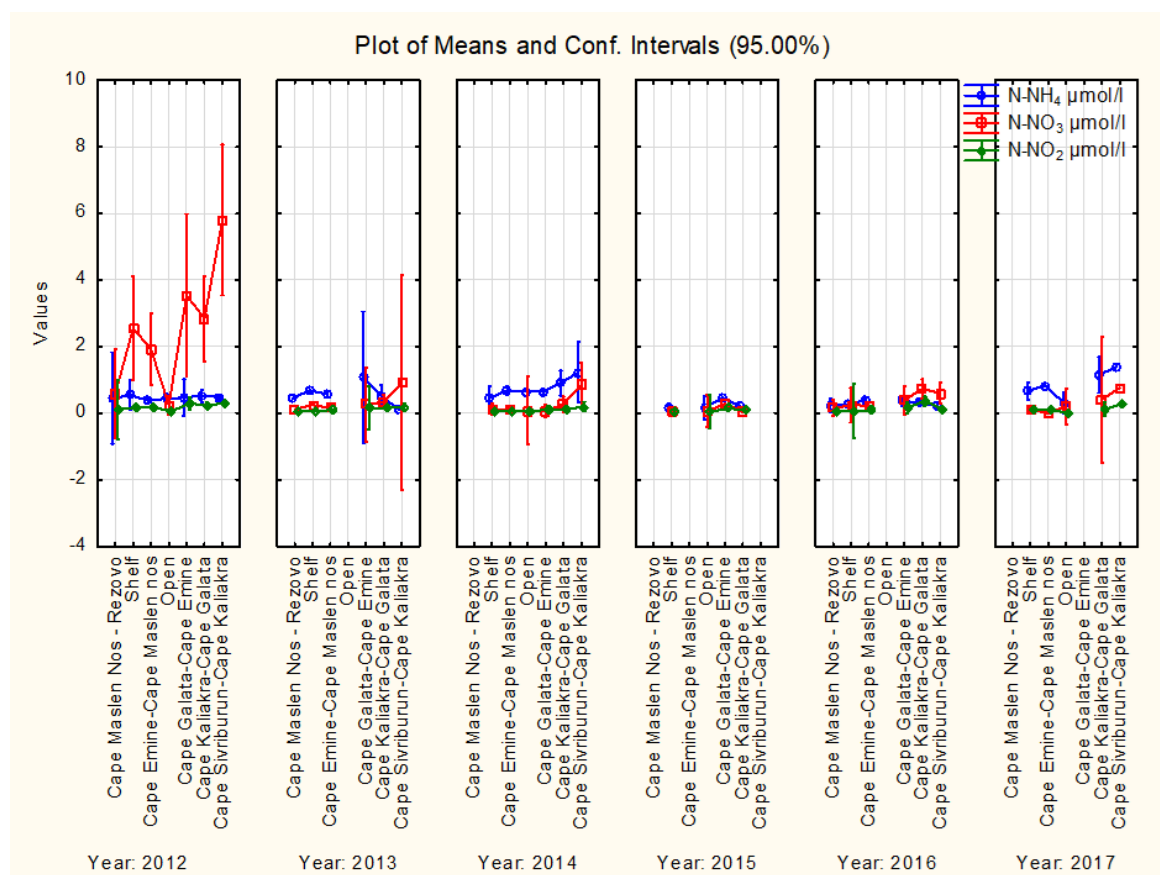 Plot of Means and Conf. Intervals (95.00%)
10
8
6
4
2
0
-2
-4
Values
N-NH₄ µmol/l
N-NO₃ µmol/l
N-NO₂ µmol/l
Cape Maslen Nos - Rezovo
Shelf
Cape Emine-Cape Maslen nos
Open
Cape Galata-Cape Emine
Cape Kaliakra-Cape Galata
Cape Sivriburun-Cape Kaliakra
Cape Maslen Nos - Rezovo
Shelf
Cape Emine-Cape Maslen nos
Open
Cape Galata-Cape Emine
Cape Kaliakra-Cape Galata
Cape Sivriburun-Cape Kaliakra
Cape Maslen Nos - Rezovo
Shelf
Cape Emine-Cape Maslen nos
Open
Cape Galata-Cape Emine
Cape Kaliakra-Cape Galata
Cape Sivriburun-Cape Kaliakra
Cape Maslen Nos - Rezovo
Shelf
Cape Emine-Cape Maslen nos
Open
Cape Galata-Cape Emine
Cape Kaliakra-Cape Galata
Cape Sivriburun-Cape Kaliakra
Cape Maslen Nos - Rezovo
Shelf
Cape Emine-Cape Maslen nos
Open
Cape Galata-Cape Emine
Cape Kaliakra-Cape Galata
Cape Sivriburun-Cape Kaliakra
Cape Maslen Nos - Rezovo
Shelf
Cape Emine-Cape Maslen nos
Open
Cape Galata-Cape Emine
Cape Kaliakra-Cape Galata
Cape Sivriburun-Cape Kaliakra
Year: 2012
Year: 2013
Year: 2014
Year: 2015
Year: 2016
Year: 2017